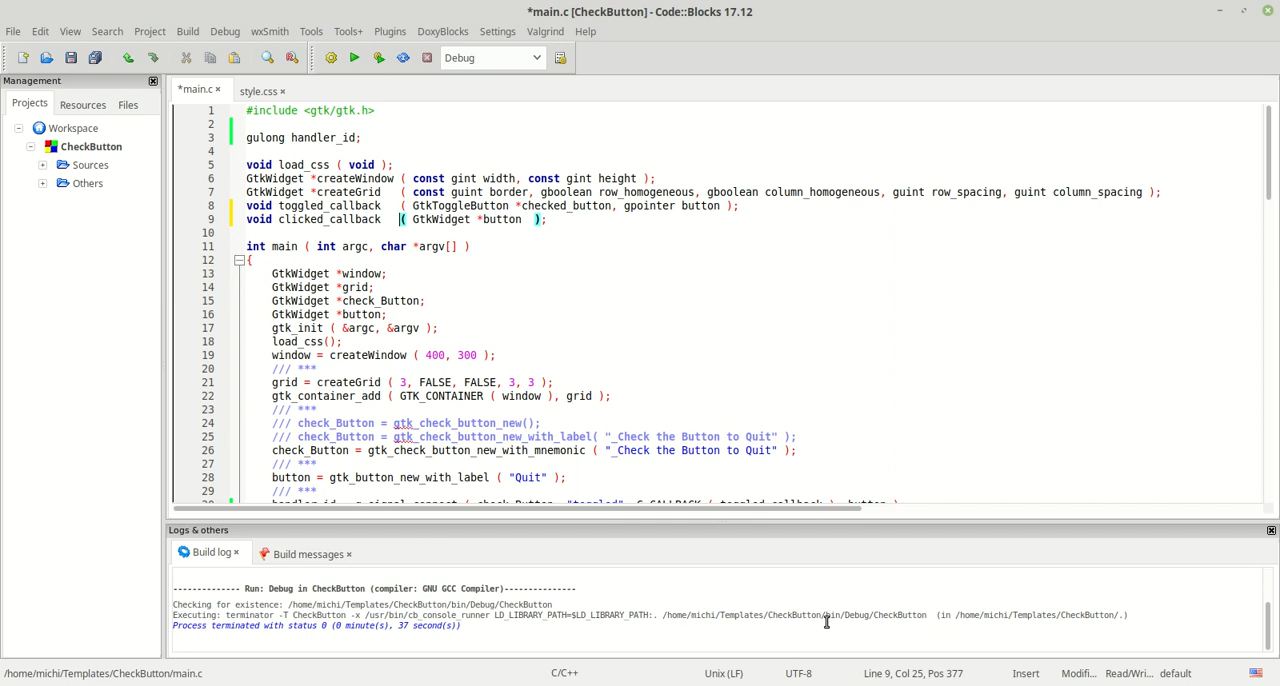 *main.c [CheckButton] - Code::Blocks 17.12
File Edit View Search Project Build Debug wxSmith Tools Tools+ Plugins DoxyBlocks Settings Valgrind Help
Debug
Management
Projects Resources Files
Workspace
CheckButton
Sources
Others
*main.c × style.css ×
1 #include <gtk/gtk.h>
2
3 gulong handler_id;
4
5 void load_css ( void );
6 GtkWidget *createWindow ( const gint width, const gint height );
7 GtkWidget *createGrid ( const guint border, gboolean row_homogeneous, gboolean column_homogeneous, guint row_spacing, guint column_spacing );
8 void toggled_callback ( GtkToggleButton *checked_button, gpointer button );
9 void clicked_callback ( GtkWidget *button );
10
11 int main ( int argc, char *argv[] )
12 {
13 GtkWidget *window;
14 GtkWidget *grid;
15 GtkWidget *check_Button;
16 GtkWidget *button;
17 gtk_init ( &argc, &argv );
18 load_css();
19 window = createWindow ( 400, 300 );
20 /// ***
21 grid = createGrid ( 3, FALSE, FALSE, 3, 3 );
22 gtk_container_add ( GTK_CONTAINER ( window ), grid );
23 /// ***
24 /// check_Button = gtk_check_button_new();
25 /// check_Button = gtk_check_button_new_with_label( "_Check the Button to Quit" );
26 check_Button = gtk_check_button_new_with_mnemonic ( "_Check the Button to Quit" );
27 /// ***
28 button = gtk_button_new_with_label ( "Quit" );
29 /// ***
30 handler_id = g_signal_connect ( check_Button, "toggled", G_CALLBACK ( toggled_callback ), button )
Logs & others
Build log × Build messages ×
-------------- Run: Debug in CheckButton (compiler: GNU GCC Compiler)---------------
Checking for existence: /home/michi/Templates/CheckButton/bin/Debug/CheckButton
Executing: terminator -T CheckButton -x /usr/bin/cb_console_runner LD_LIBRARY_PATH=$LD_LIBRARY_PATH:. /home/michi/Templates/CheckButton/bin/Debug/CheckButton (in /home/michi/Templates/CheckButton/.)
Process terminated with status 0 (0 minute(s), 37 second(s))
/home/michi/Templates/CheckButton/main.c C/C++ Unix (LF) UTF-8 Line 9, Col 25, Pos 377 Insert Modifi... Read/Wri... default